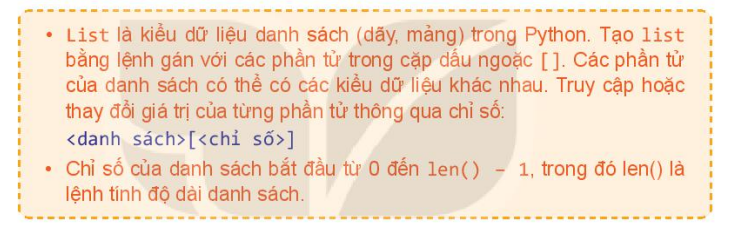 • List là kiểu dữ liệu danh sách (dãy, mảng) trong Python. Tạo list
bằng lệnh gán với các phần tử trong cặp dấu ngoặc [ ]. Các phần tử
của danh sách có thể có các kiểu dữ liệu khác nhau. Truy cập hoặc
thay đổi giá trị của từng phần tử thông qua chỉ số:
<danh sách>[<chỉ số>]
• Chỉ số của danh sách bắt đầu từ 0 đến len() – 1, trong đó len() là
lệnh tính độ dài danh sách.